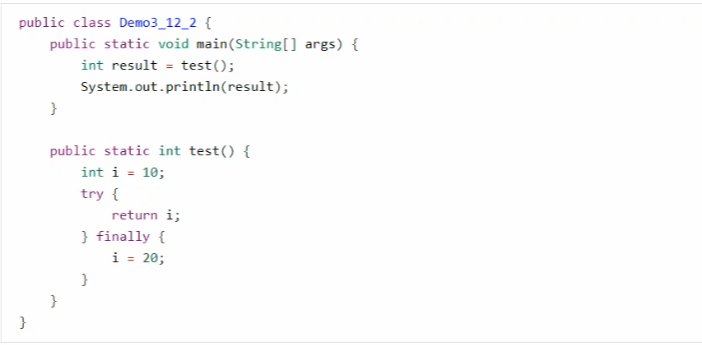 public class Demo3_12_2 {
    public static void main(String[] args) {
        int result = test();
        System.out.println(result);
    }

    public static int test() {
        int i = 10;
        try {
            return i;
        } finally {
            i = 20;
        }
    }
}